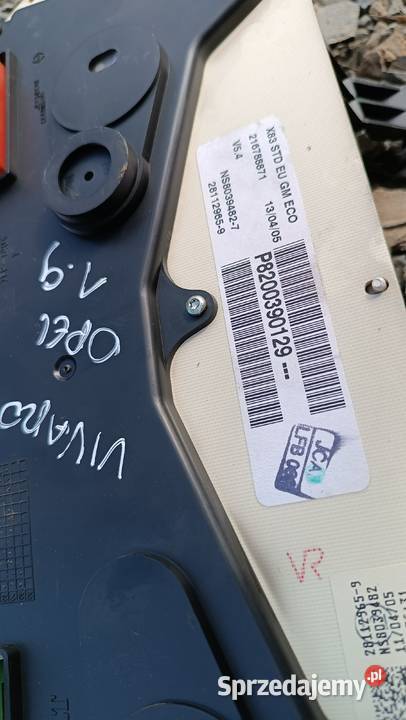 X83 STD EU GM ECO
216788871 13/04/05
V5,4 NS8039482-7
28112965-9
P8200390129 ---
JCA
LFB
OPEL 1.9
VIVARO
VR
28112965-9
NS8039482
11/04/05
Sprzedajemy.pl